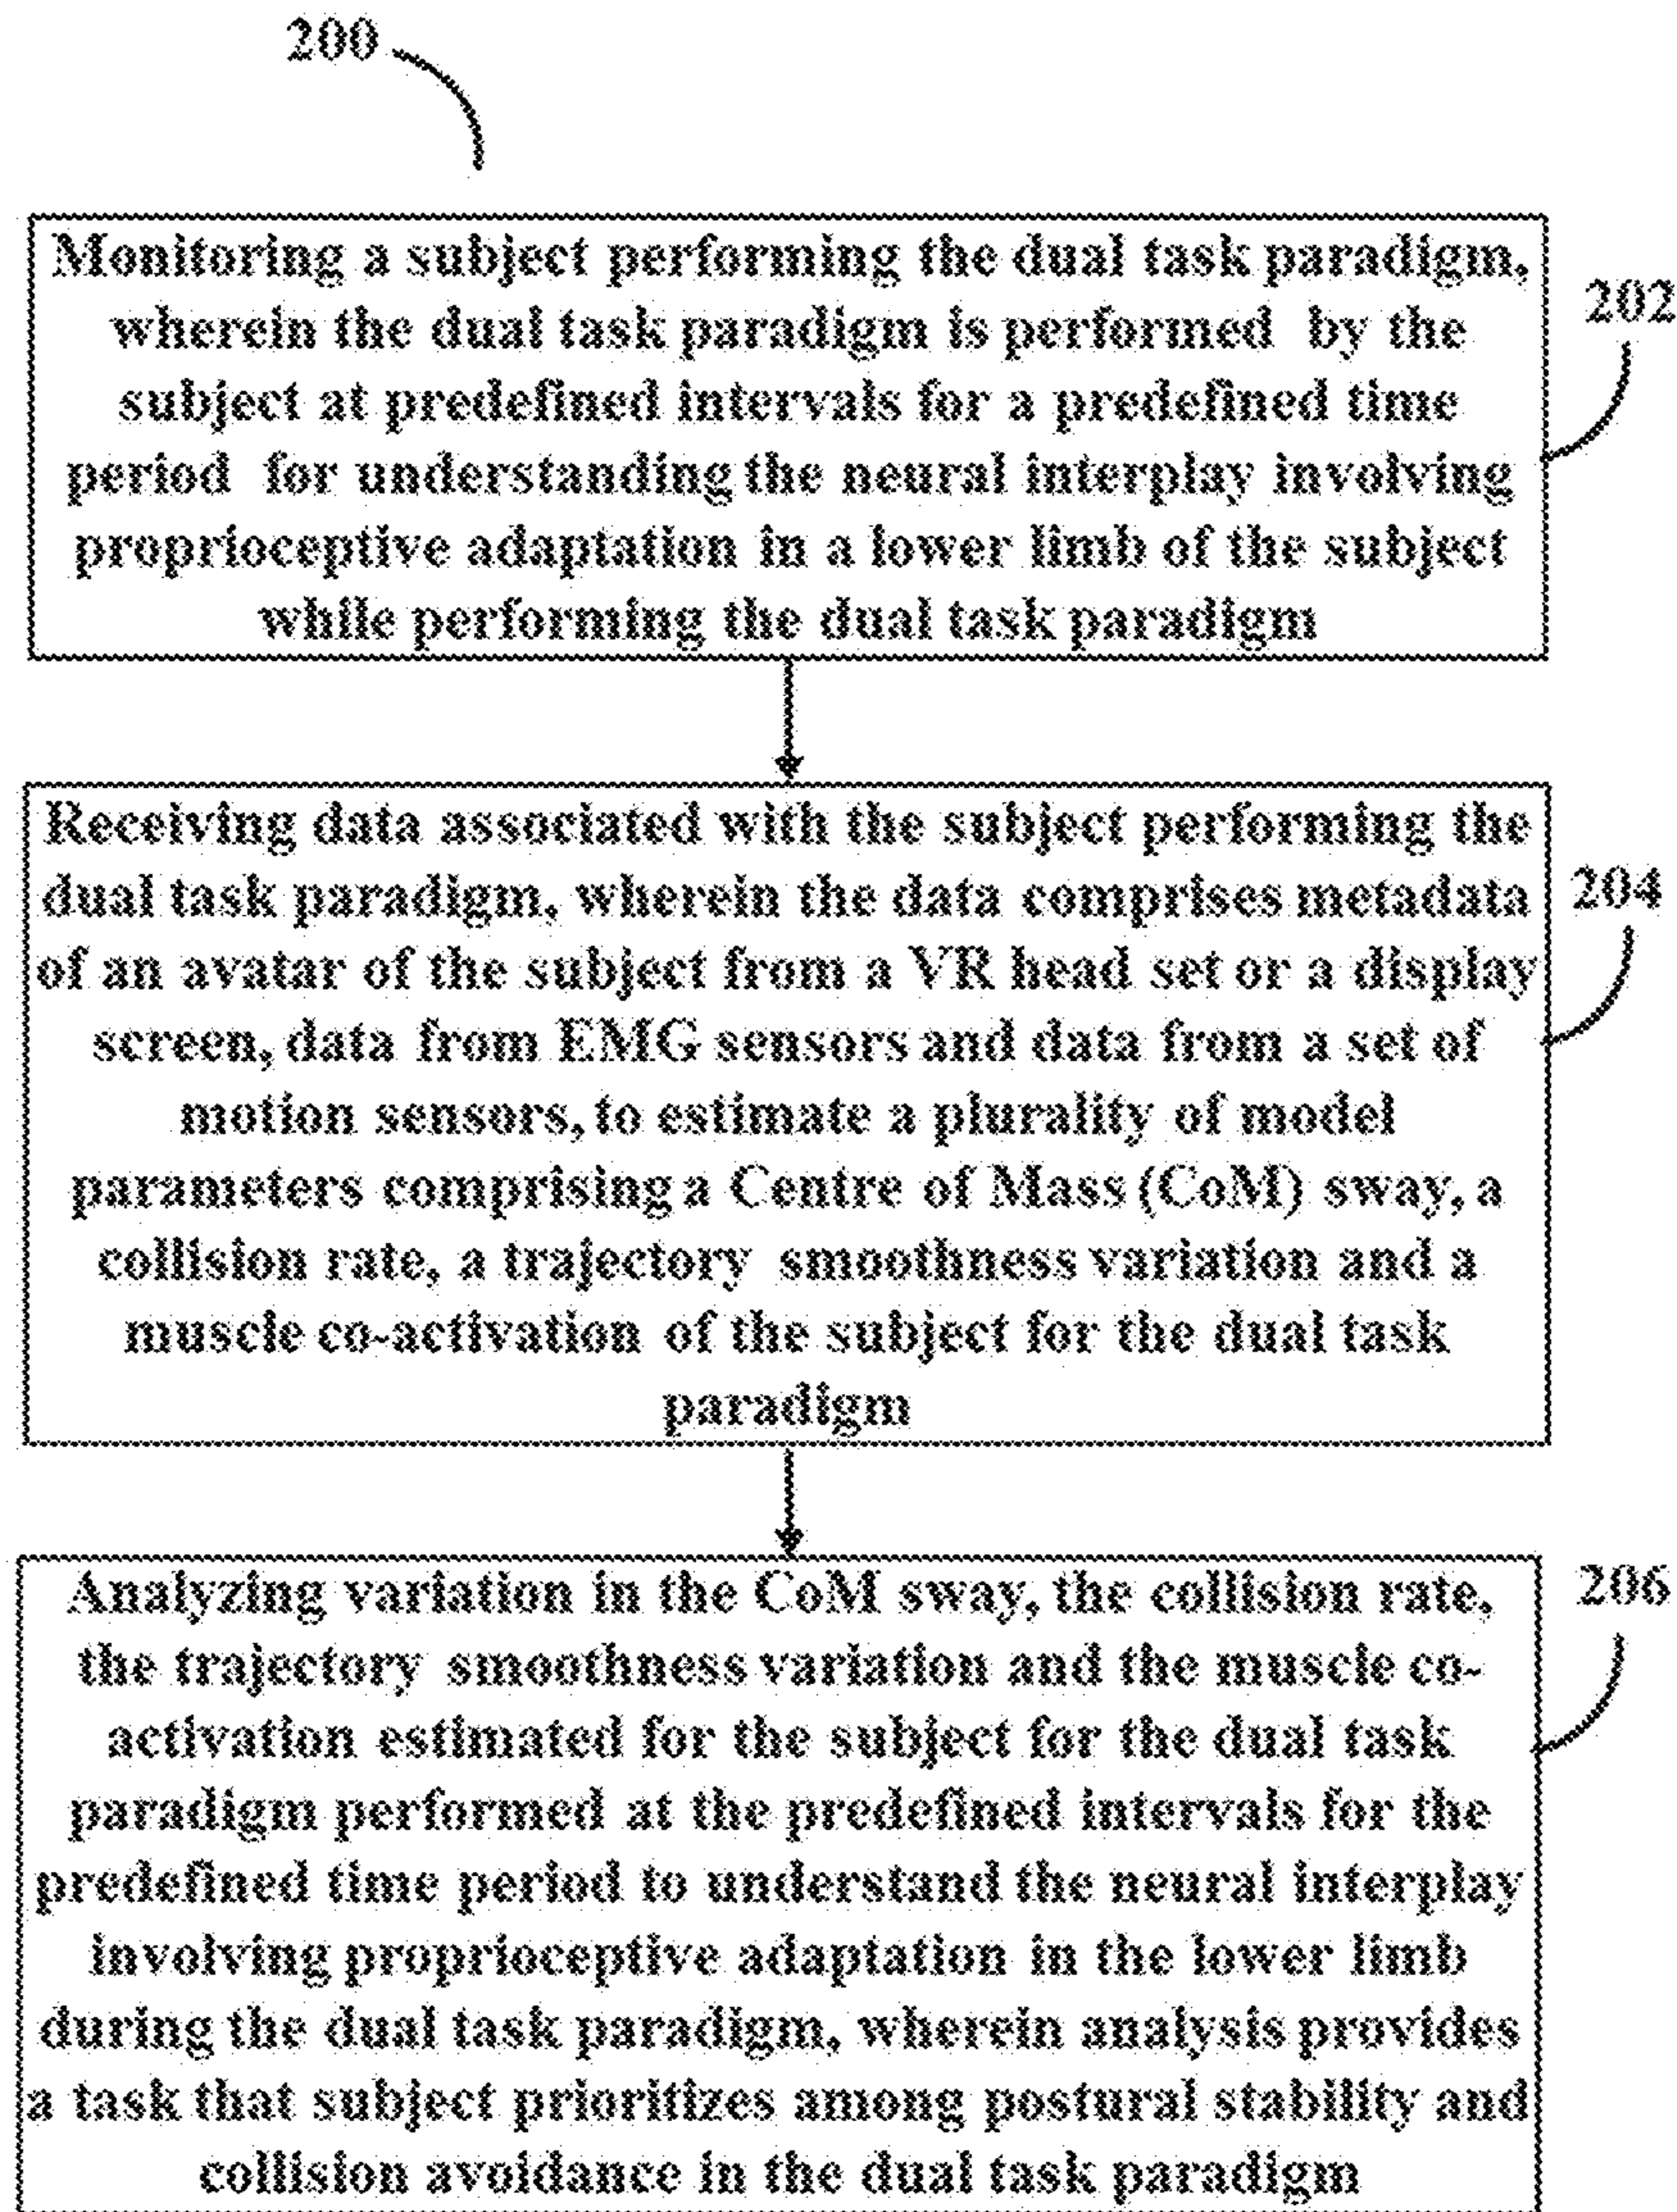 200
Monitoring a subject performing the dual task paradigm,
wherein the dual task paradigm is performed by the
subject at predefined intervals for a predefined time
period for understanding the neural interplay involving
proprioceptive adaptation in a lower limb of the subject
while performing the dual task paradigm
202
Receiving data associated with the subject performing the
dual task paradigm, wherein the data comprises metadata
of an avatar of the subject from a VR head set or a display
screen, data from EMG sensors and data from a set of
motion sensors, to estimate a plurality of model
parameters comprising a Centre of Mass (CoM) sway, a
collision rate, a trajectory smoothness variation and a
muscle co-activation of the subject for the dual task
paradigm
204
Analyzing variation in the CoM sway, the collision rate,
the trajectory smoothness variation and the muscle co-
activation estimated for the subject for the dual task
paradigm performed at the predefined intervals for the
predefined time period to understand the neural interplay
involving proprioceptive adaptation in the lower limb
during the dual task paradigm, wherein analysis provides
a task that subject prioritizes among postural stability and
collision avoidance in the dual task paradigm
206